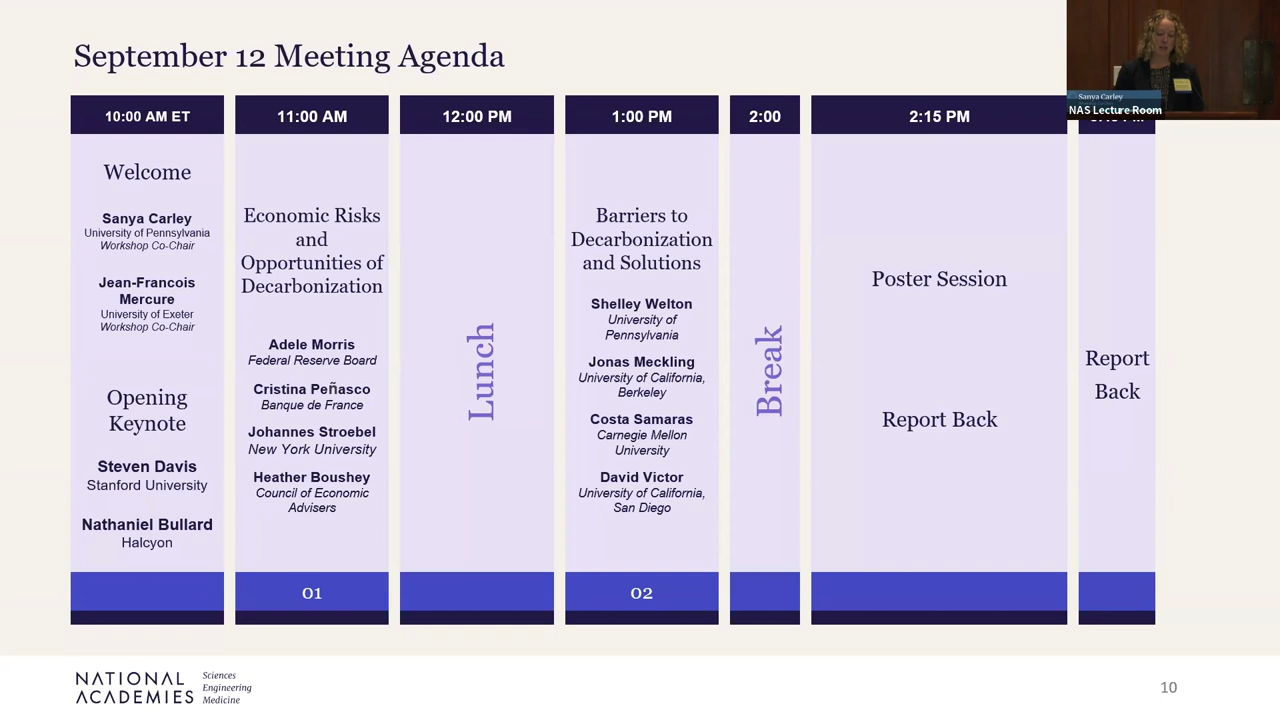 September 12 Meeting Agenda
Sanya Carley
NAS Lecture Room
10:00 AM ET
Welcome
Sanya Carley
University of Pennsylvania
Workshop Co-Chair
Jean-Francois
Mercure
University of Exeter
Workshop Co-Chair
Opening
Keynote
Steven Davis
Stanford University
Nathaniel Bullard
Halcyon
11:00 AM
Economic Risks
and
Opportunities of
Decarbonization
Adele Morris
Federal Reserve Board
Cristina Peñasco
Banque de France
Johannes Stroebel
New York University
Heather Boushey
Council of Economic
Advisers
01
12:00 PM
Lunch
1:00 PM
Barriers to
Decarbonization
and Solutions
Shelley Welton
University of
Pennsylvania
Jonas Meckling
University of California,
Berkeley
Costa Samaras
Carnegie Mellon
University
David Victor
University of California,
San Diego
02
2:00
Break
2:15 PM
Poster Session
Report Back
Report
Back
NATIONAL
ACADEMIES
Sciences
Engineering
Medicine
10